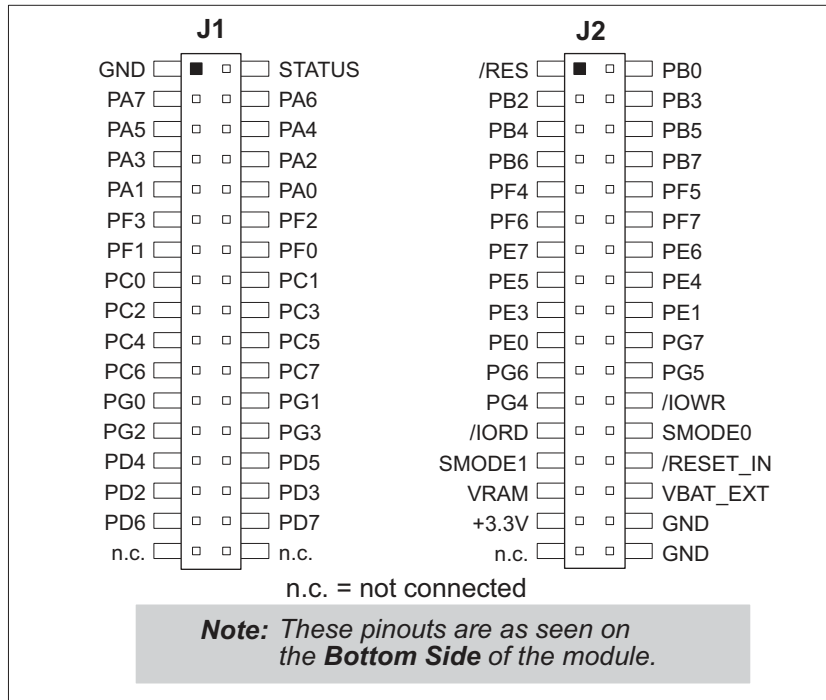 J1 J2
GND STATUS /RES PB0
PA7 PA6 PB2 PB3
PA5 PA4 PB4 PB5
PA3 PA2 PB6 PB7
PA1 PA0 PF4 PF5
PF3 PF2 PF6 PF7
PF1 PF0 PE7 PE6
PC0 PC1 PE5 PE4
PC2 PC3 PE3 PE1
PC4 PC5 PE0 PG7
PC6 PC7 PG6 PG5
PG0 PG1 PG4 /IOWR
PG2 PG3 /IORD SMODE0
PD4 PD5 SMODE1 /RESET_IN
PD2 PD3 VRAM VBAT_EXT
PD6 PD7 +3.3V GND
n.c. n.c. n.c. GND
n.c. = not connected
Note: These pinouts are as seen on
the Bottom Side of the module.